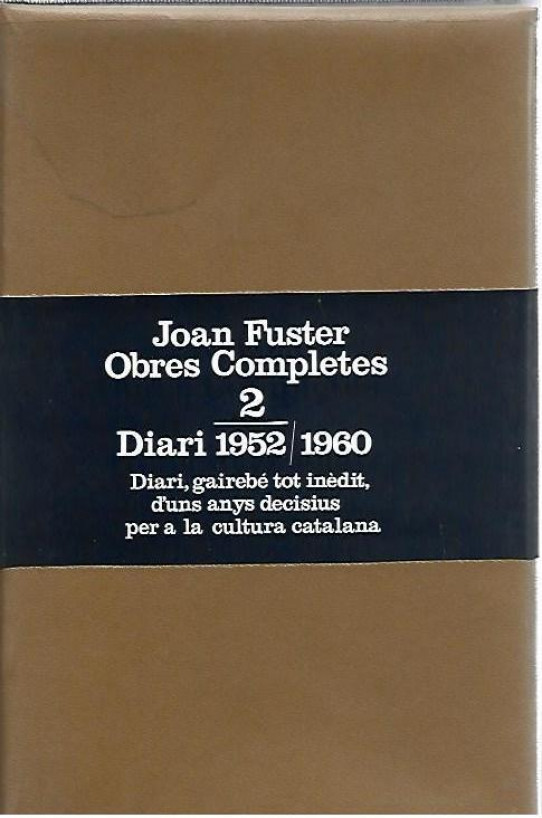 Joan Fuster
Obres Completes
2
Diari 1952/1960
Diari, gairebé tot inèdit,
d'uns anys decisius
per a la cultura catalana